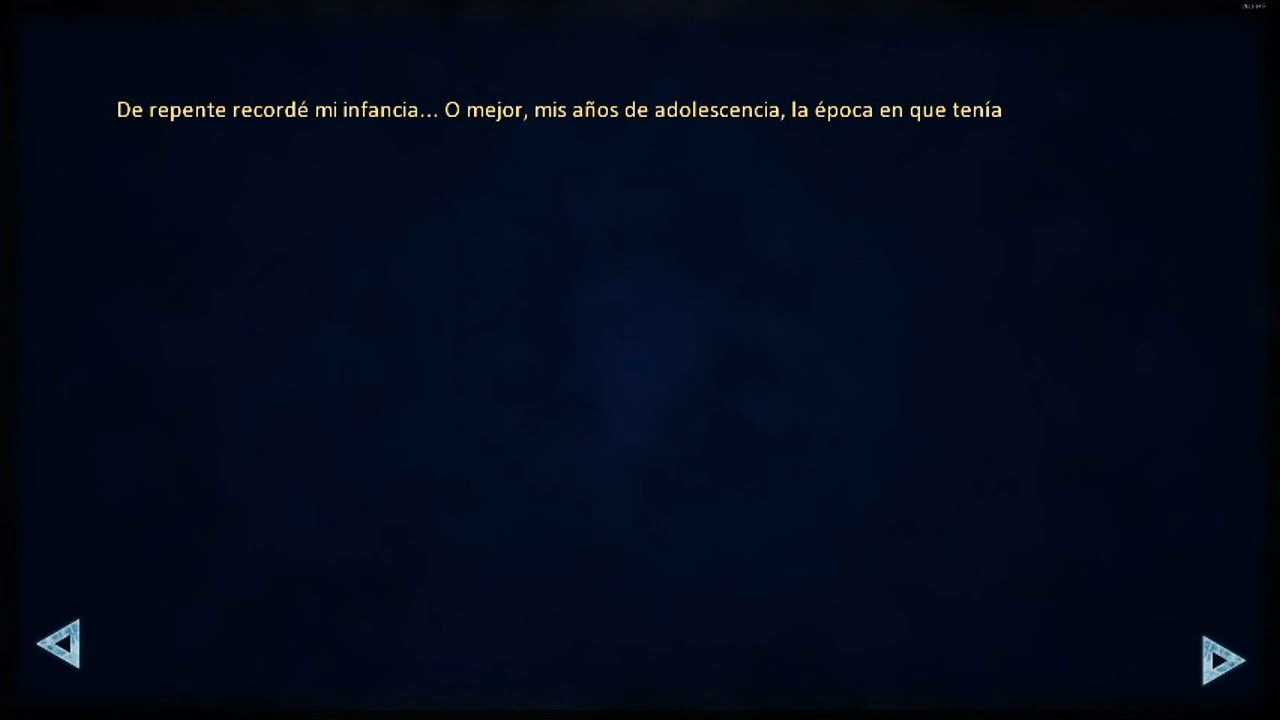 De repente recordé mi infancia... O mejor, mis años de adolescencia, la época en que tenía